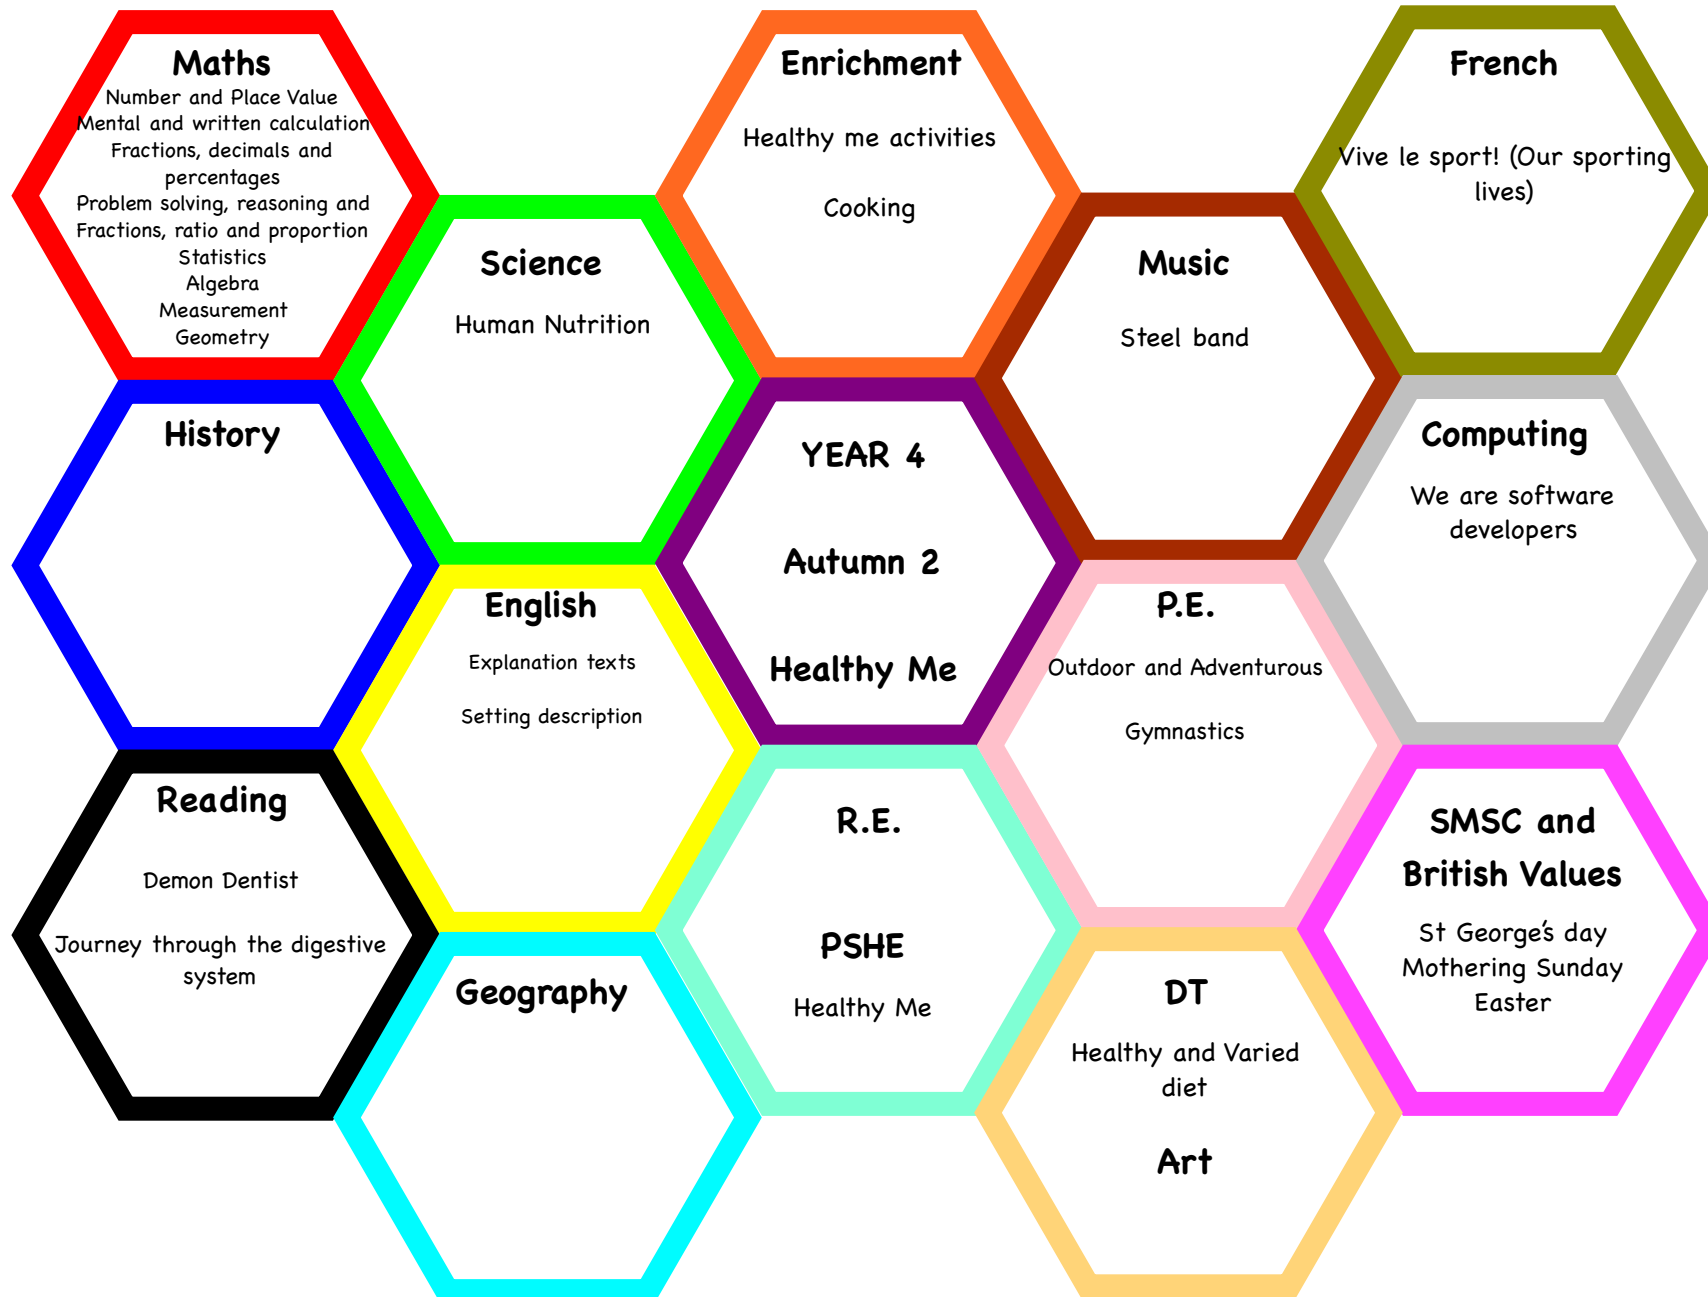 Maths
Number and Place Value
Mental and written calculation
Fractions, decimals and
percentages
Problem solving, reasoning and
Fractions, ratio and proportion
Statistics
Algebra
Measurement
Geometry
Enrichment
Healthy me activities
Cooking
French
Vive le sport! (Our sporting
lives)
Science
Human Nutrition
Music
Steel band
History
YEAR 4
Autumn 2
Healthy Me
Computing
We are software
developers
English
Explanation texts
Setting description
P.E.
Outdoor and Adventurous
Gymnastics
Reading
Demon Dentist
Journey through the digestive
system
R.E.
PSHE
Healthy Me
SMSC and
British Values
St George's day
Mothering Sunday
Easter
Geography
DT
Healthy and Varied
diet
Art